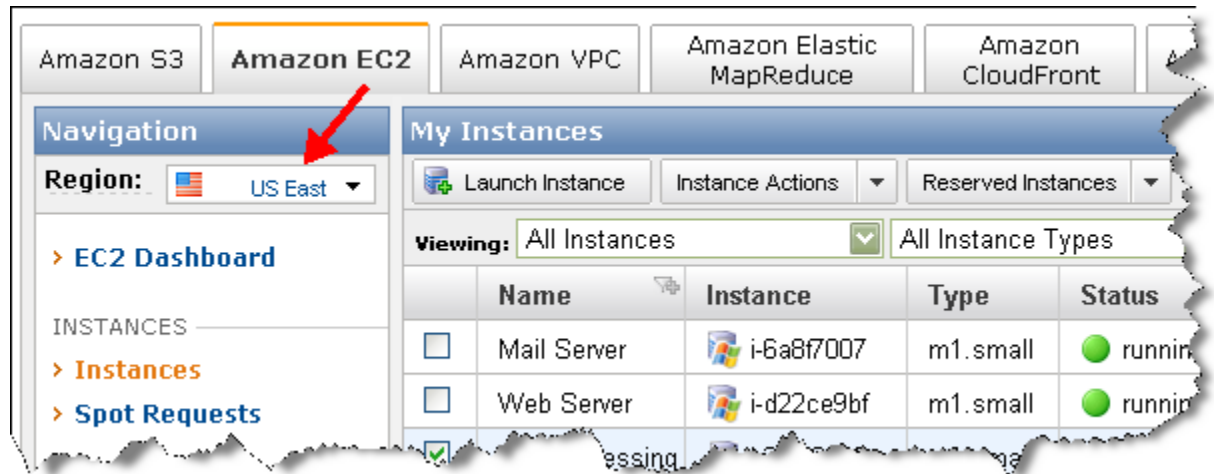 Amazon S3
Amazon EC2
Amazon VPC
Amazon Elastic
MapReduce
Amazon
CloudFront
Navigation
Region: US East
> EC2 Dashboard
INSTANCES
> Instances
> Spot Requests
My Instances
Launch Instance Instance Actions Reserved Instances
Viewing: All Instances All Instance Types
Name Instance Type Status
Mail Server i-6a8f7007 m1.small
Web Server i-d22ce9bf m1.small